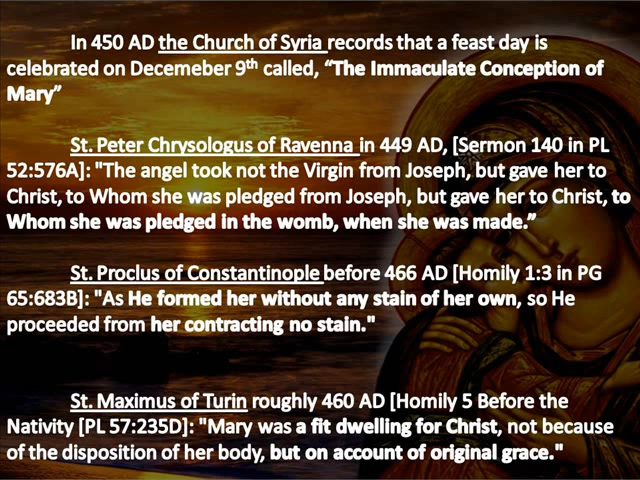 In 450 AD the Church of Syria records that a feast day is
celebrated on Decemeber 9th called, “The Immaculate Conception of
Mary”
St. Peter Chrysologus of Ravenna in 449 AD, [Sermon 140 in PL
52:576A]: "The angel took not the Virgin from Joseph, but gave her to
Christ, to Whom she was pledged from Joseph, but gave her to Christ, to
Whom she was pledged in the womb, when she was made.”
St. Proclus of Constantinople before 466 AD [Homily 1:3 in PG
65:683B]: "As He formed her without any stain of her own, so He
proceeded from her contracting no stain."
St. Maximus of Turin roughly 460 AD [Homily 5 Before the
Nativity [PL 57:235D]: "Mary was a fit dwelling for Christ, not because
of the disposition of her body, but on account of original grace."